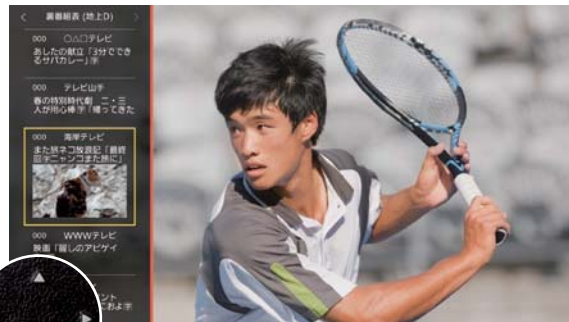 裏番組表 (地上D)
000 〇△□テレビ
あしたの献立「3分ででき
るサバカレー」字
000 テレビ山手
春の特別時代劇 二・三
人が用心棒字「帰ってきた
000 海岸テレビ
また旅ネコ放浪記「最終
回字ニャンコまた旅に」
000 WWWテレビ
映画「麗しのアビゲイ